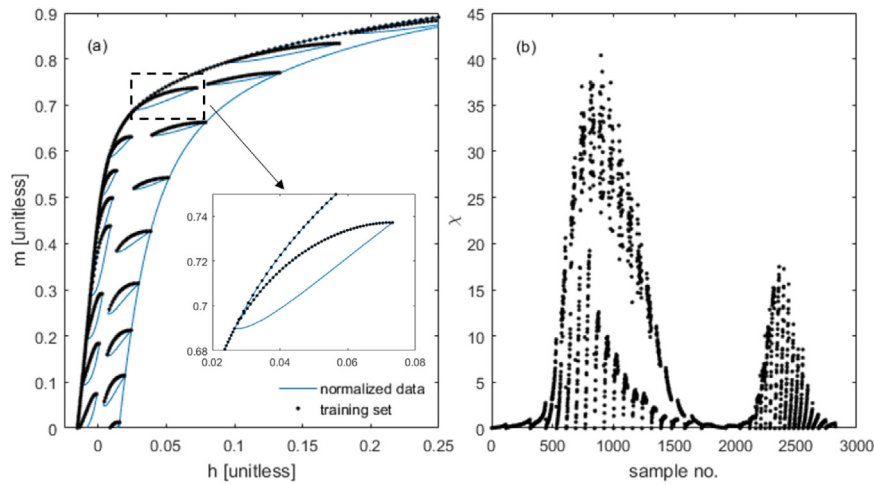 (a)
m [unitless]
0.9
0.8
0.7
0.6
0.5
0.4
0.3
0.2
0.1
0
0 0.05 0.1 0.15 0.2 0.25
h [unitless]
0.74
0.72
0.7
0.68
0.02 0.04 0.06 0.08
normalized data
training set
(b)
χ
45
40
35
30
25
20
15
10
5
0
0 500 1000 1500 2000 2500 3000
sample no.